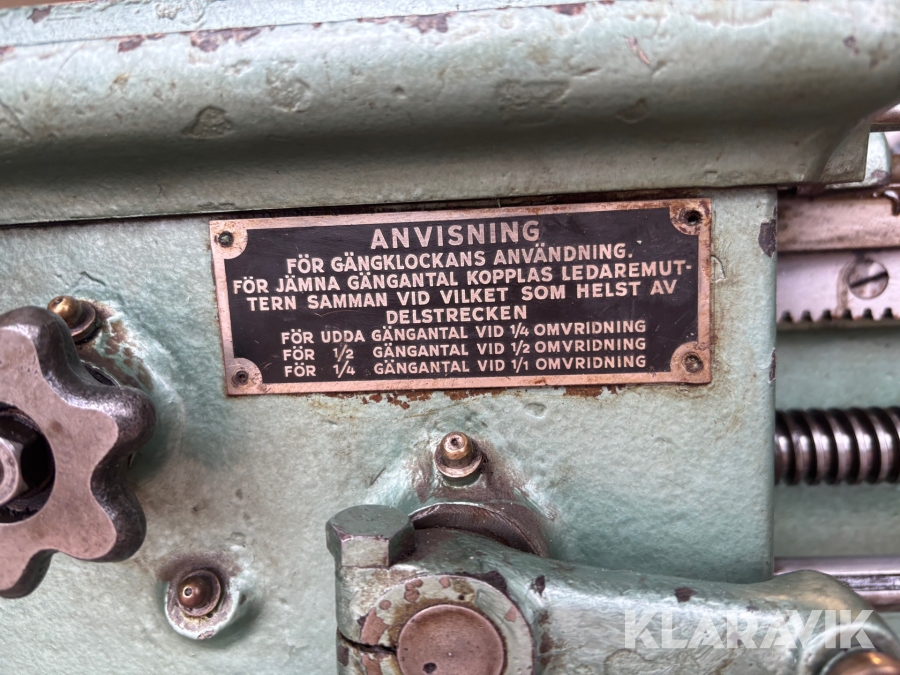 ANVISNING
FÖR GÄNGKLOCKANS ANVÄNDNING.
FÖR JÄMNA GÄNGANTAL KOPPLAS LEDAREMUT-
TERN SAMMAN VID VILKET SOM HELST AV
DELSTRECKEN
FÖR UDDA GÄNGANTAL VID 1/4 OMVRIDNING
FÖR 1/2 GÄNGANTAL VID 1/2 OMVRIDNING
FÖR 1/4 GÄNGANTAL VID 1/1 OMVRIDNING
KLARAVIK